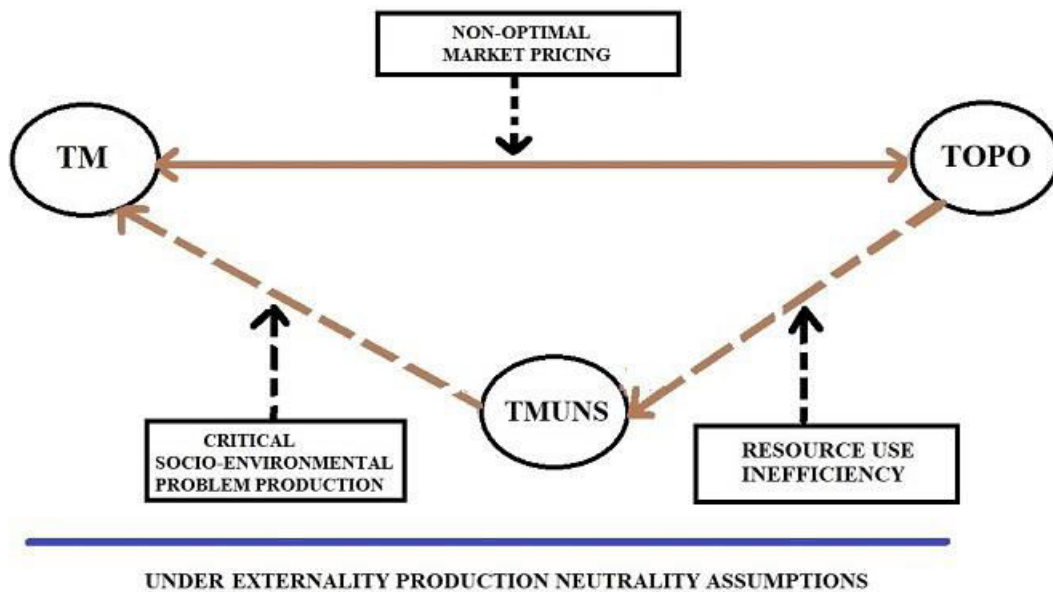 NON-OPTIMAL
MARKET PRICING
TM
TOPO
TMUNS
CRITICAL
SOCIO-ENVIRONMENTAL
PROBLEM PRODUCTION
RESOURCE USE
INEFFICIENCY
UNDER EXTERNALITY PRODUCTION NEUTRALITY ASSUMPTIONS